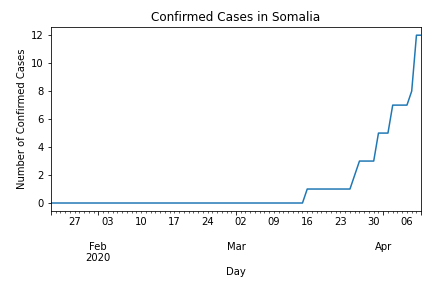 Confirmed Cases in Somalia
12
10
8
6
4
2
0
Number of Confirmed Cases
27 03 10 17 24 02 09 16 23 30 06
Feb Mar Apr
2020
Day